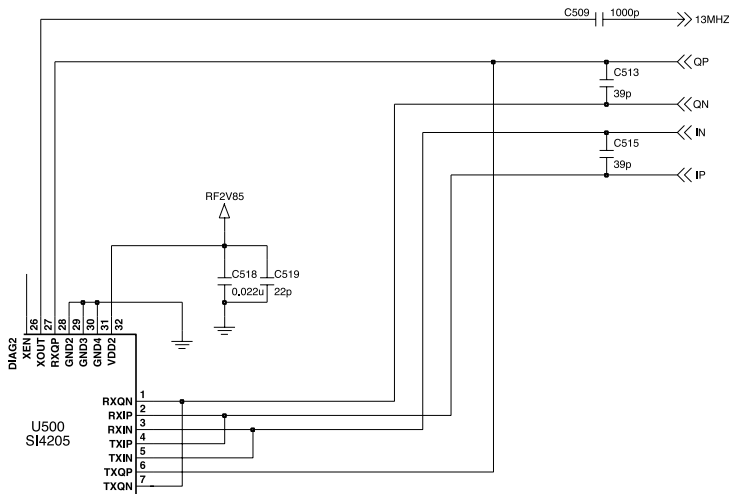 C509 1000p
13MHZ
QP
C513
39p
QN
IN
C515
39p
IP
RF2V85
C518 C519
0.022u 22p
26 27 28 29 30 31 32
DIAG2 XEN XOUT RXQP GND2 GND3 GND4 VDD2
RXQN 1
RXIP 2
RXIN 3
TXIP 4
TXIN 5
TXQP 6
TXQN 7
U500
SI4205